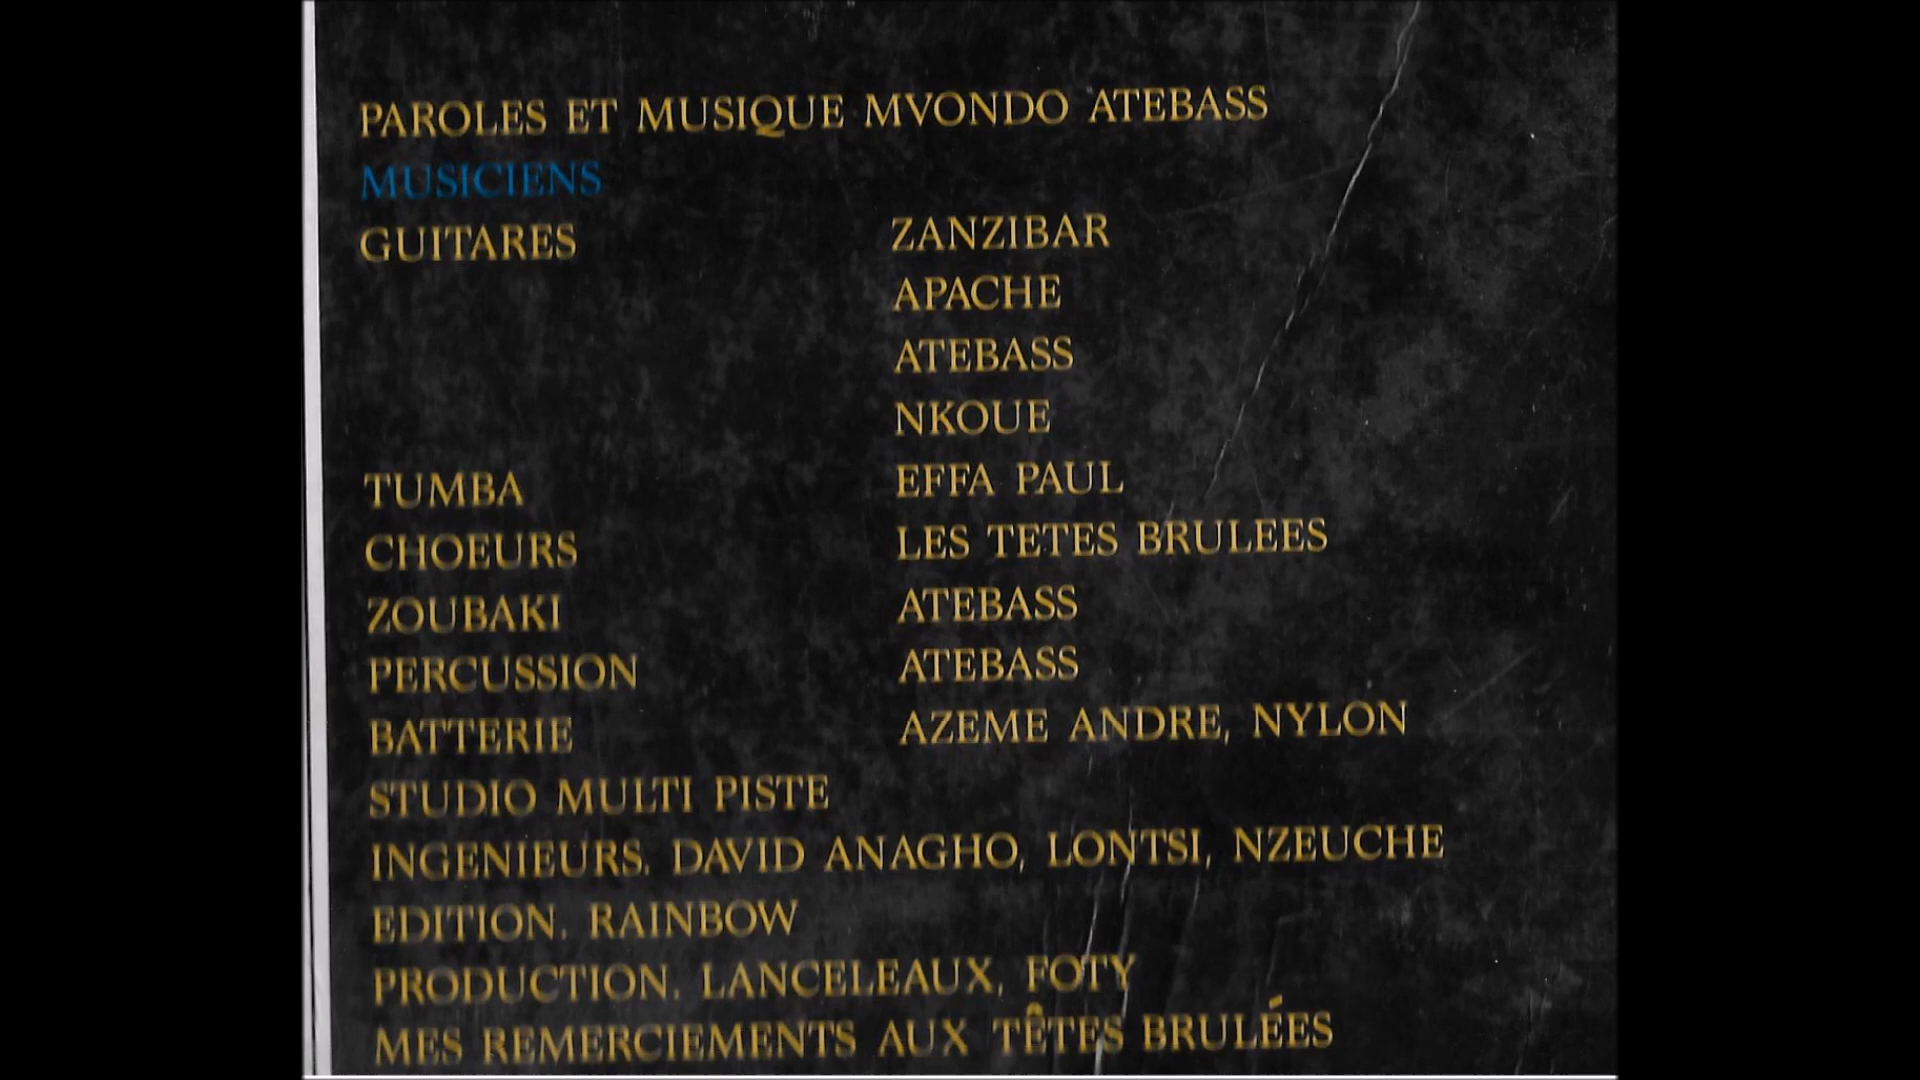 PAROLES ET MUSIQUE MVONDO ATEBASS
MUSICIENS
GUITARES ZANZIBAR
APACHE
ATEBASS
NKOUE
TUMBA EFFA PAUL
CHOEURS LES TETES BRULEES
ZOUBAKI ATEBASS
PERCUSSION ATEBASS
BATTERIE AZEME ANDRE, NYLON
STUDIO MULTI PISTE
INGENIEURS. DAVID ANAGHO, LONTSI, NZEUCHE
EDITION. RAINBOW
PRODUCTION. LANCELEAUX, FOTY
MES REMERCIEMENTS AUX TÊTES BRULÉES